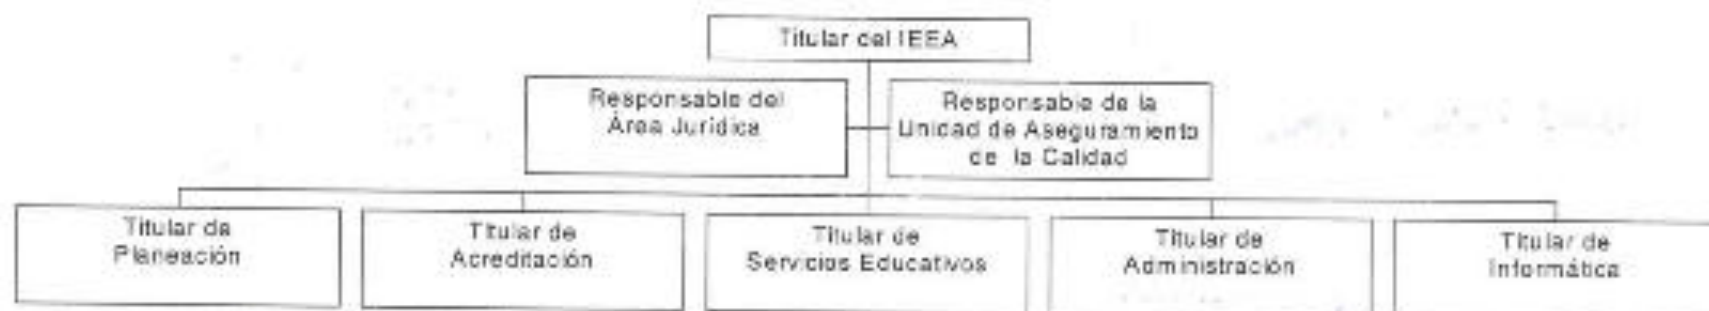 Titular del IEEA
Responsable del
Área Jurídica
Responsable de la
Unidad de Aseguramiento
de la Calidad
Titular de
Planeación
Titular de
Acreditación
Titular de
Servicios Educativos
Titular de
Administración
Titular de
Informática